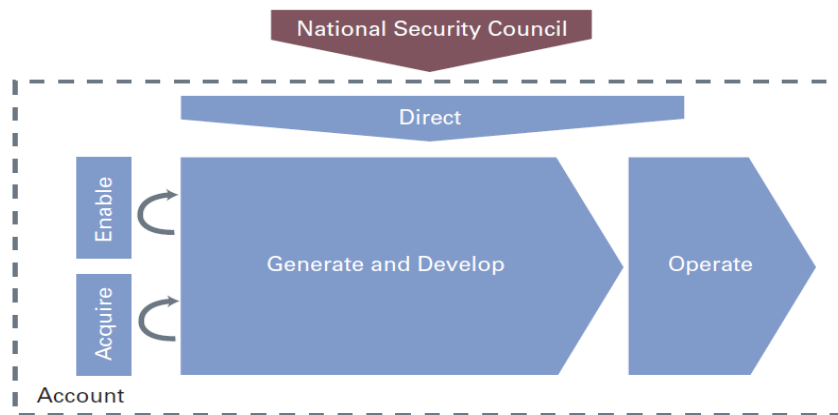 National Security Council
Direct
Enable
Generate and Develop
Operate
Acquire
Account